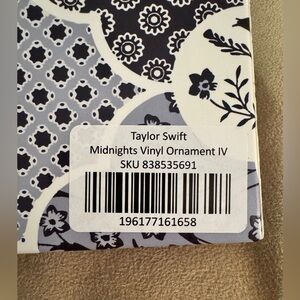 Taylor Swift
Midnights Vinyl Ornament IV
SKU 838535691
196177161658